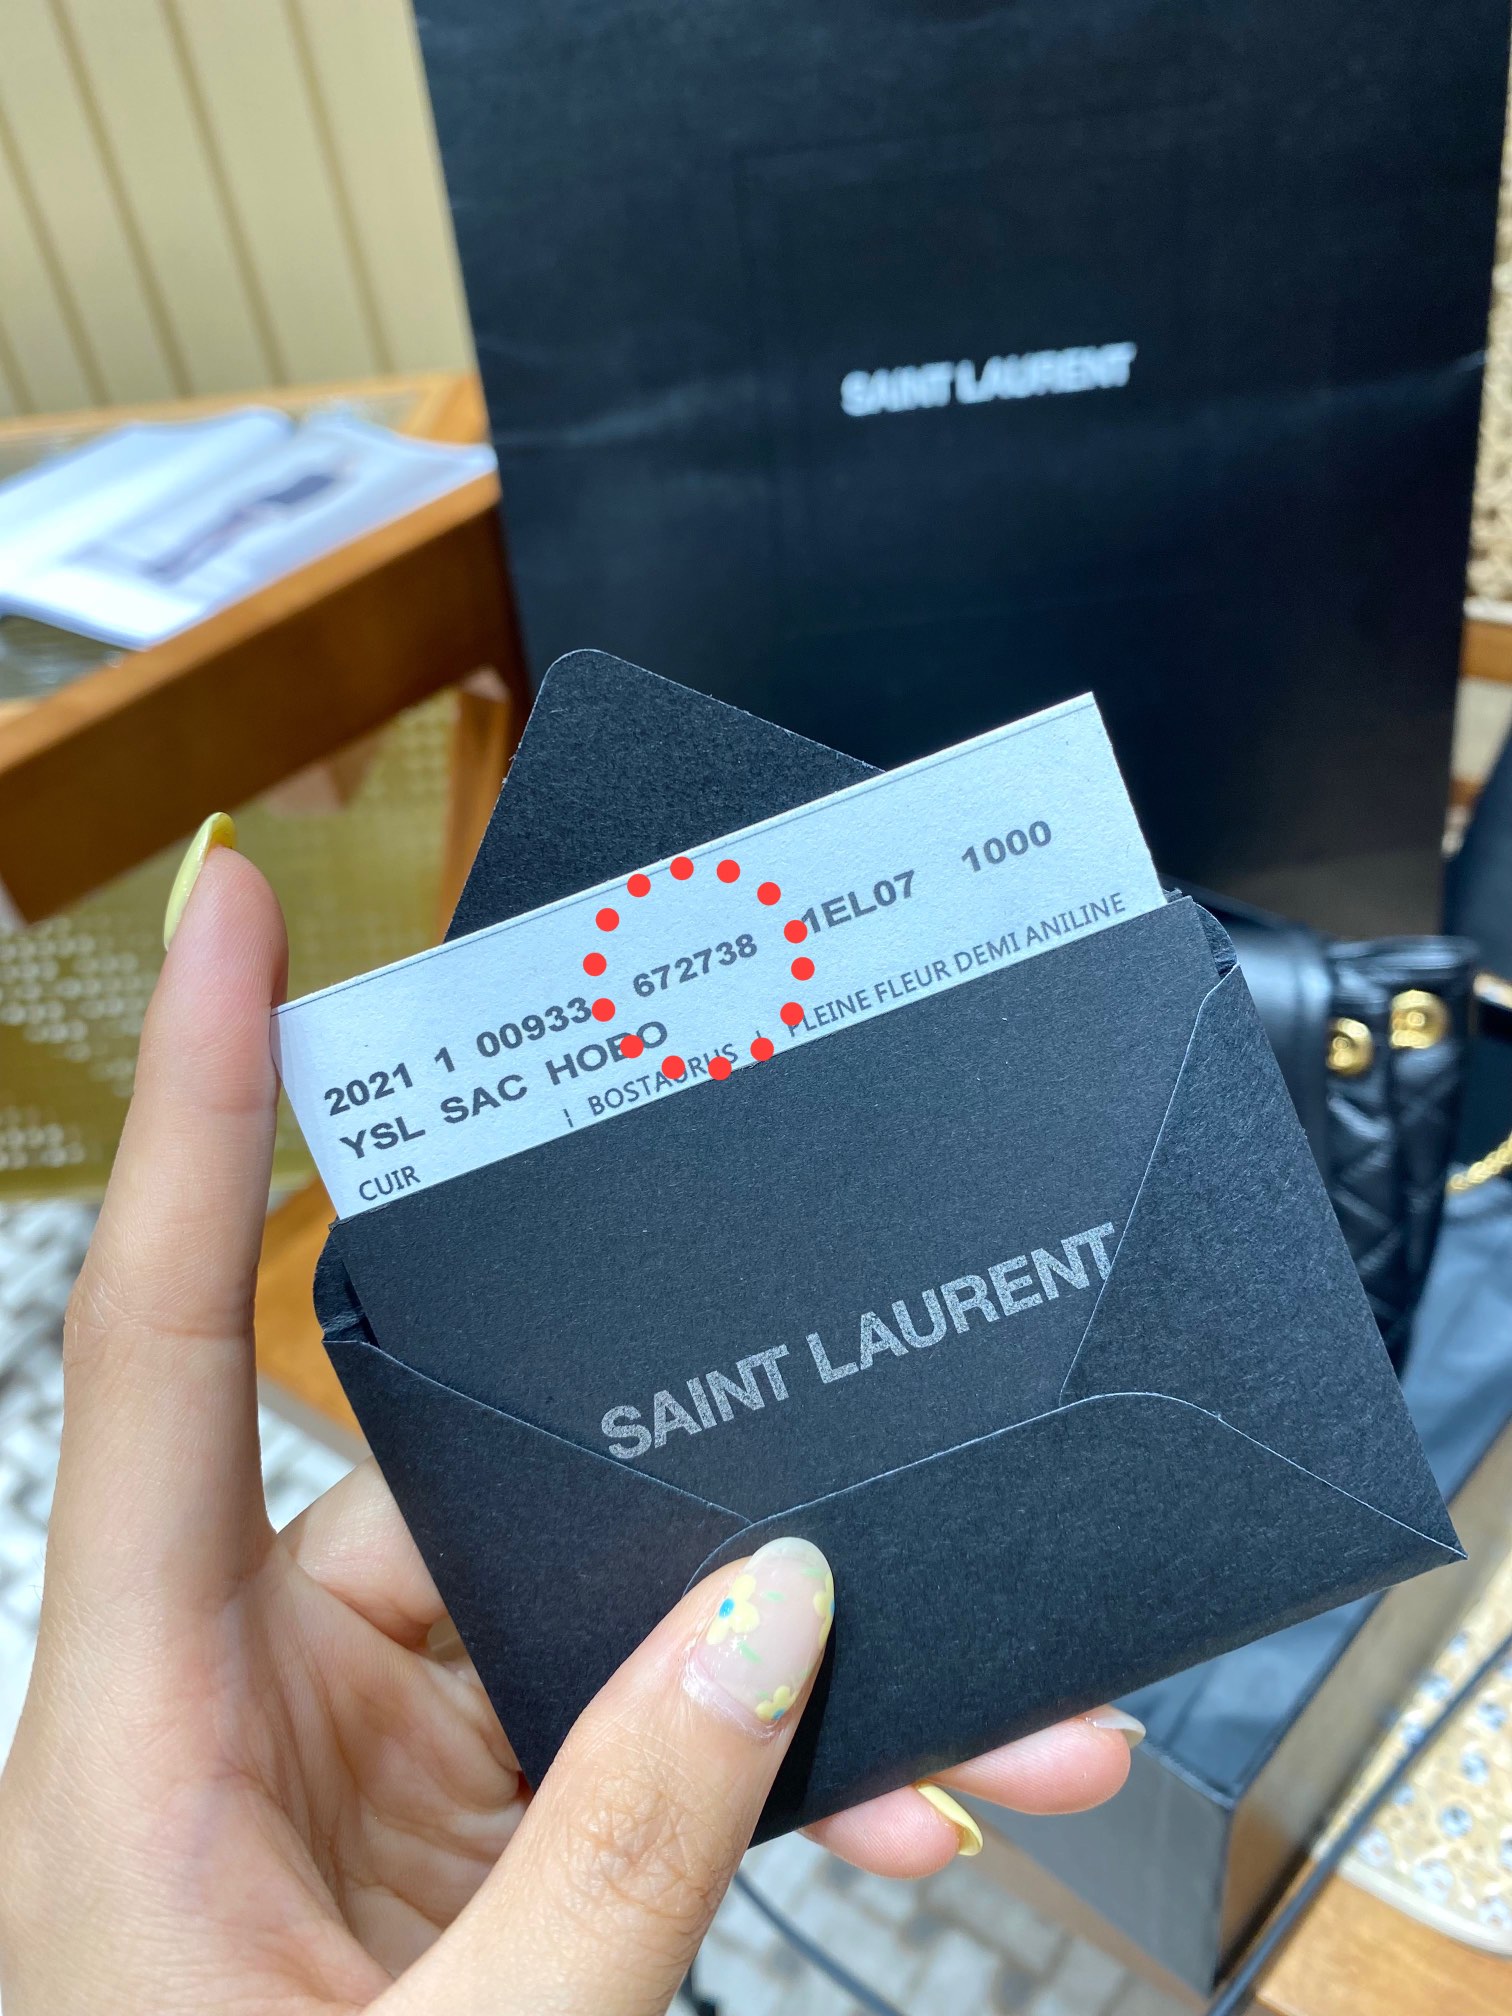 SAINT LAURENT
2021 1 00933 672738 1EL07 1000
YSL SAC HOBO
CUIR ¦ BOSTAURUS ¦ PLEINE FLEUR DEMI ANILINE
SAINT LAURENT